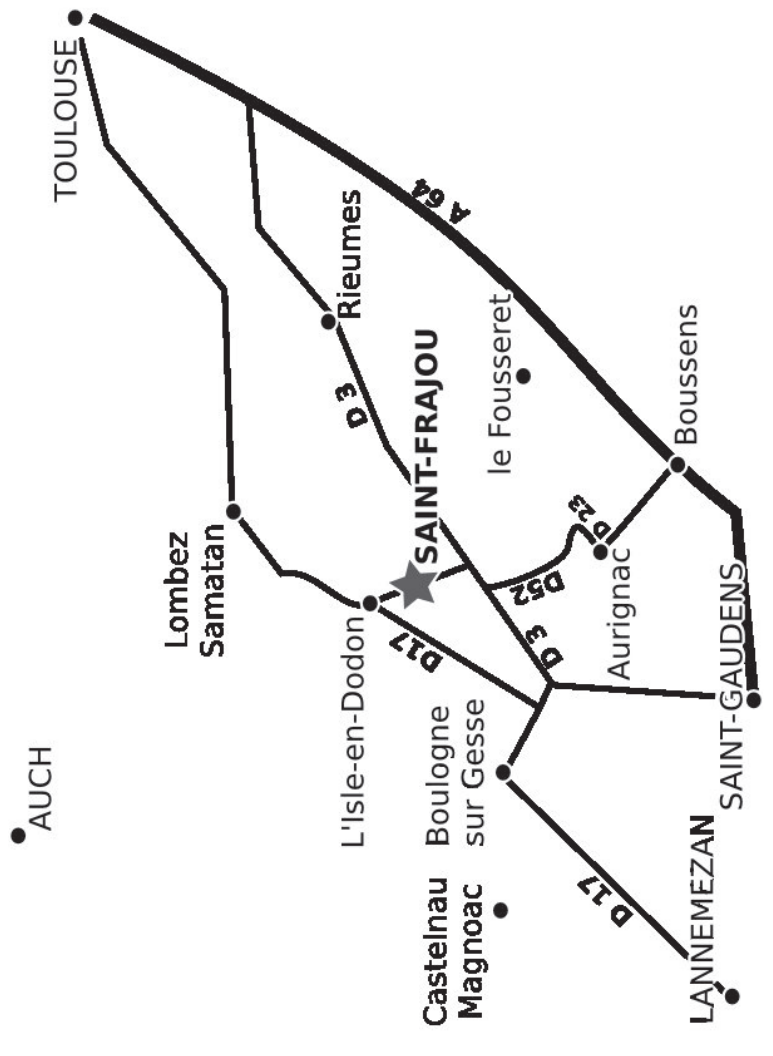 AUCH
TOULOUSE
Lombez
Samatan
Rieumes
A 64
D 3
L'Isle-en-Dodon
SAINT-FRAJOU
le Fousseret
D17
Boulogne
sur Gesse
D 3
D52
D 23
Boussens
Castelnau
Magnoac
Aurignac
D 17
LANNEMEZAN
SAINT-GAUDENS